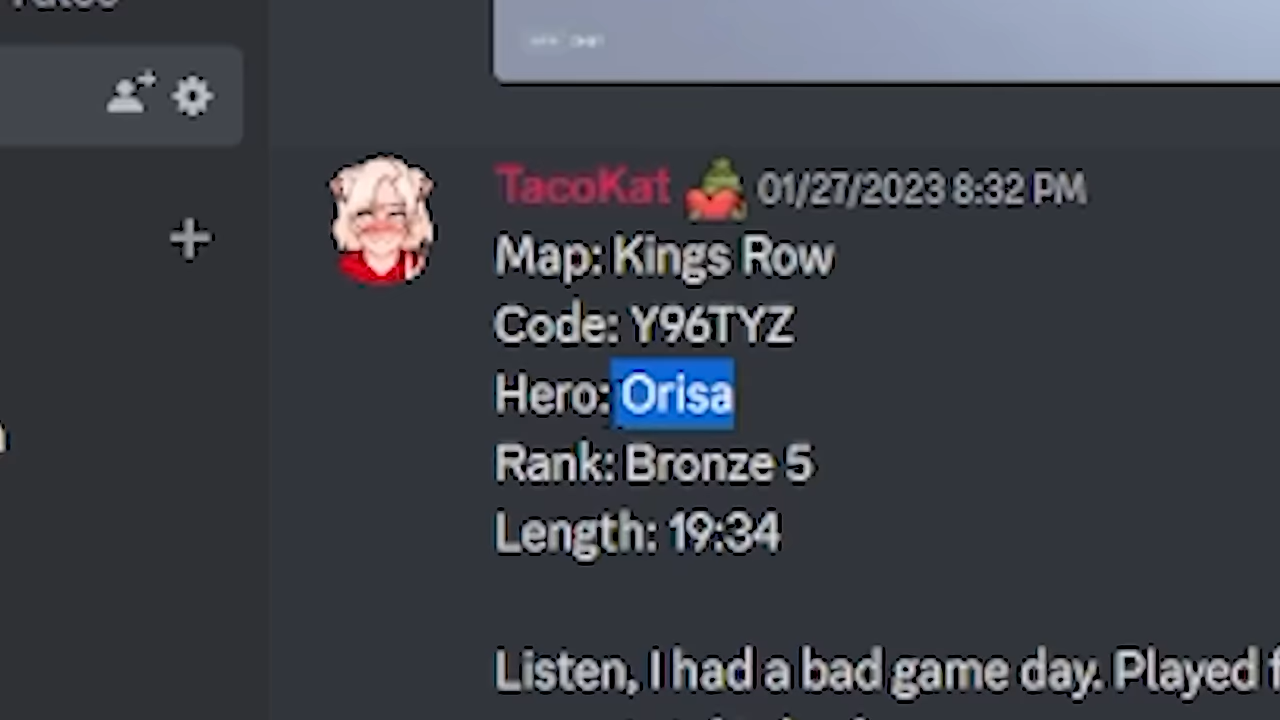 TacoKat 01/27/2023 8:32 PM
Map: Kings Row
Code: Y96TYZ
Hero: Orisa
Rank: Bronze 5
Length: 19:34
Listen, I had a bad game day. Played